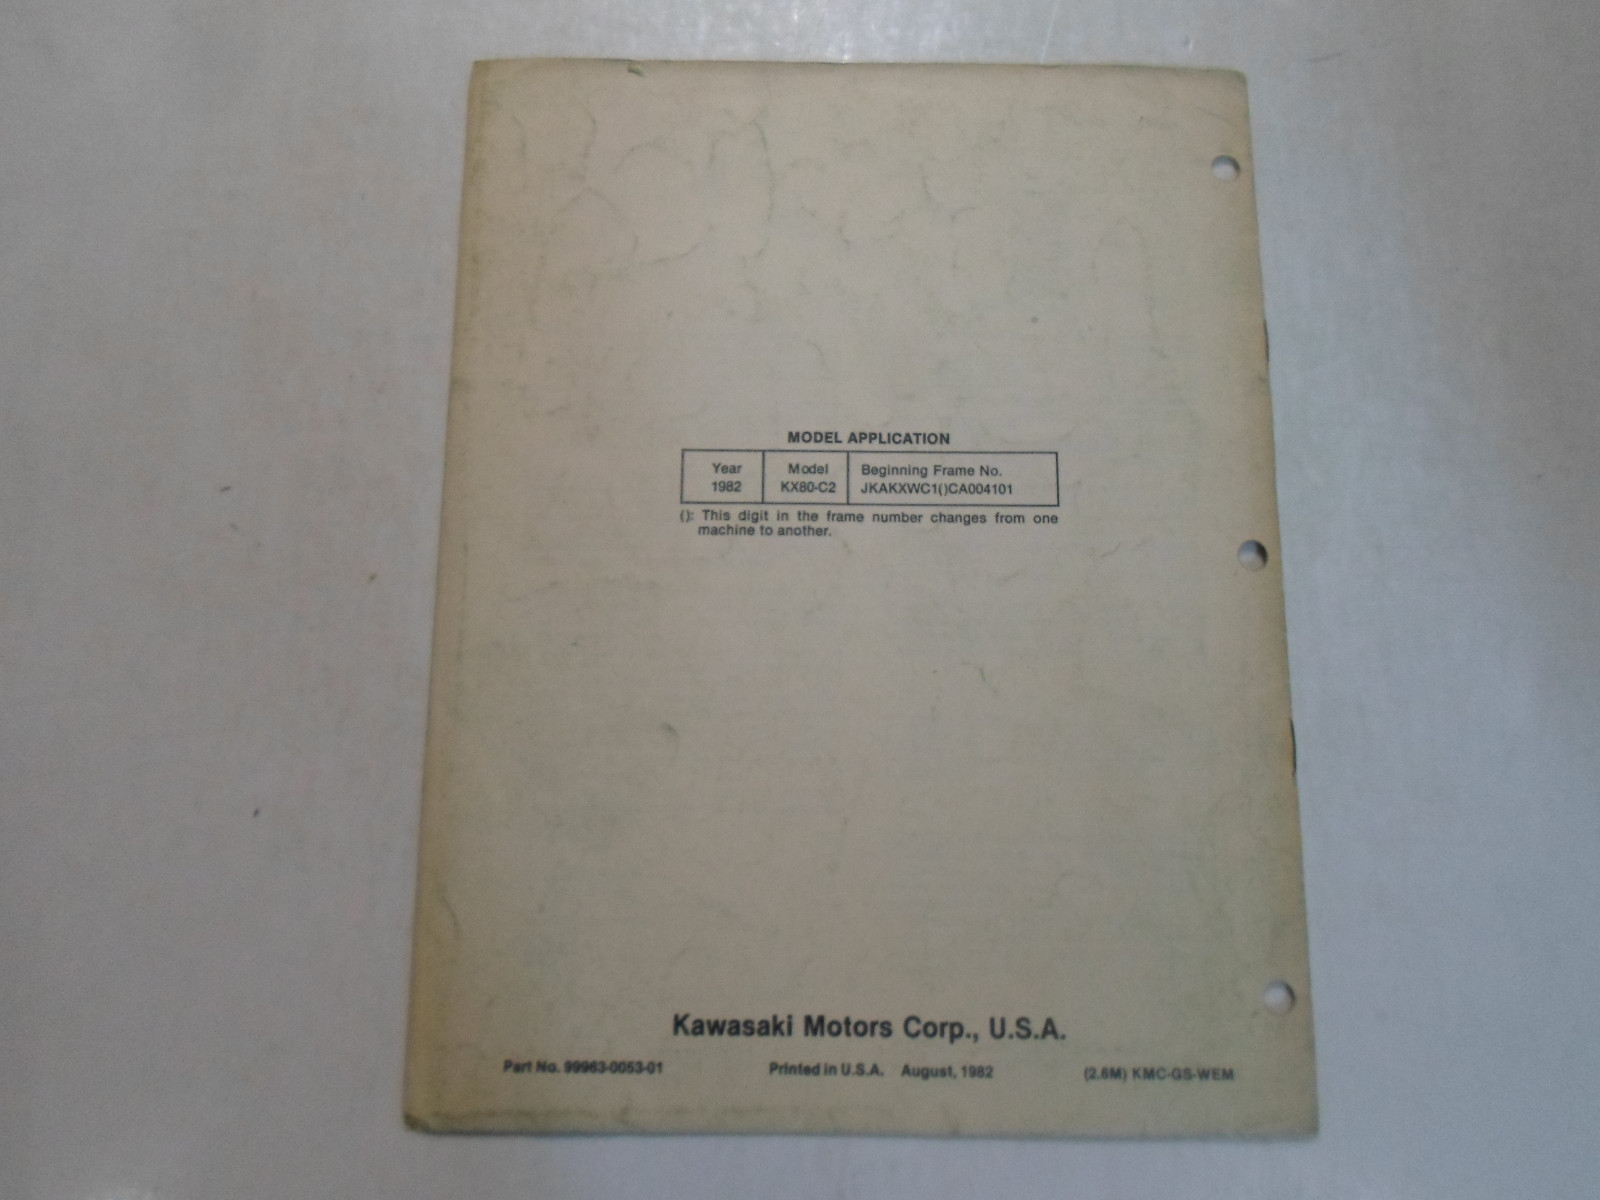 MODEL APPLICATION
Year Model Beginning Frame No.
1982 KX80-C2 JKAKXWC1()CA004101
(): This digit in the frame number changes from one
machine to another.
Kawasaki Motors Corp., U.S.A.
Part No. 99963-0053-01 Printed in U.S.A. August, 1982 (2.6M) KMC-GS-WEM